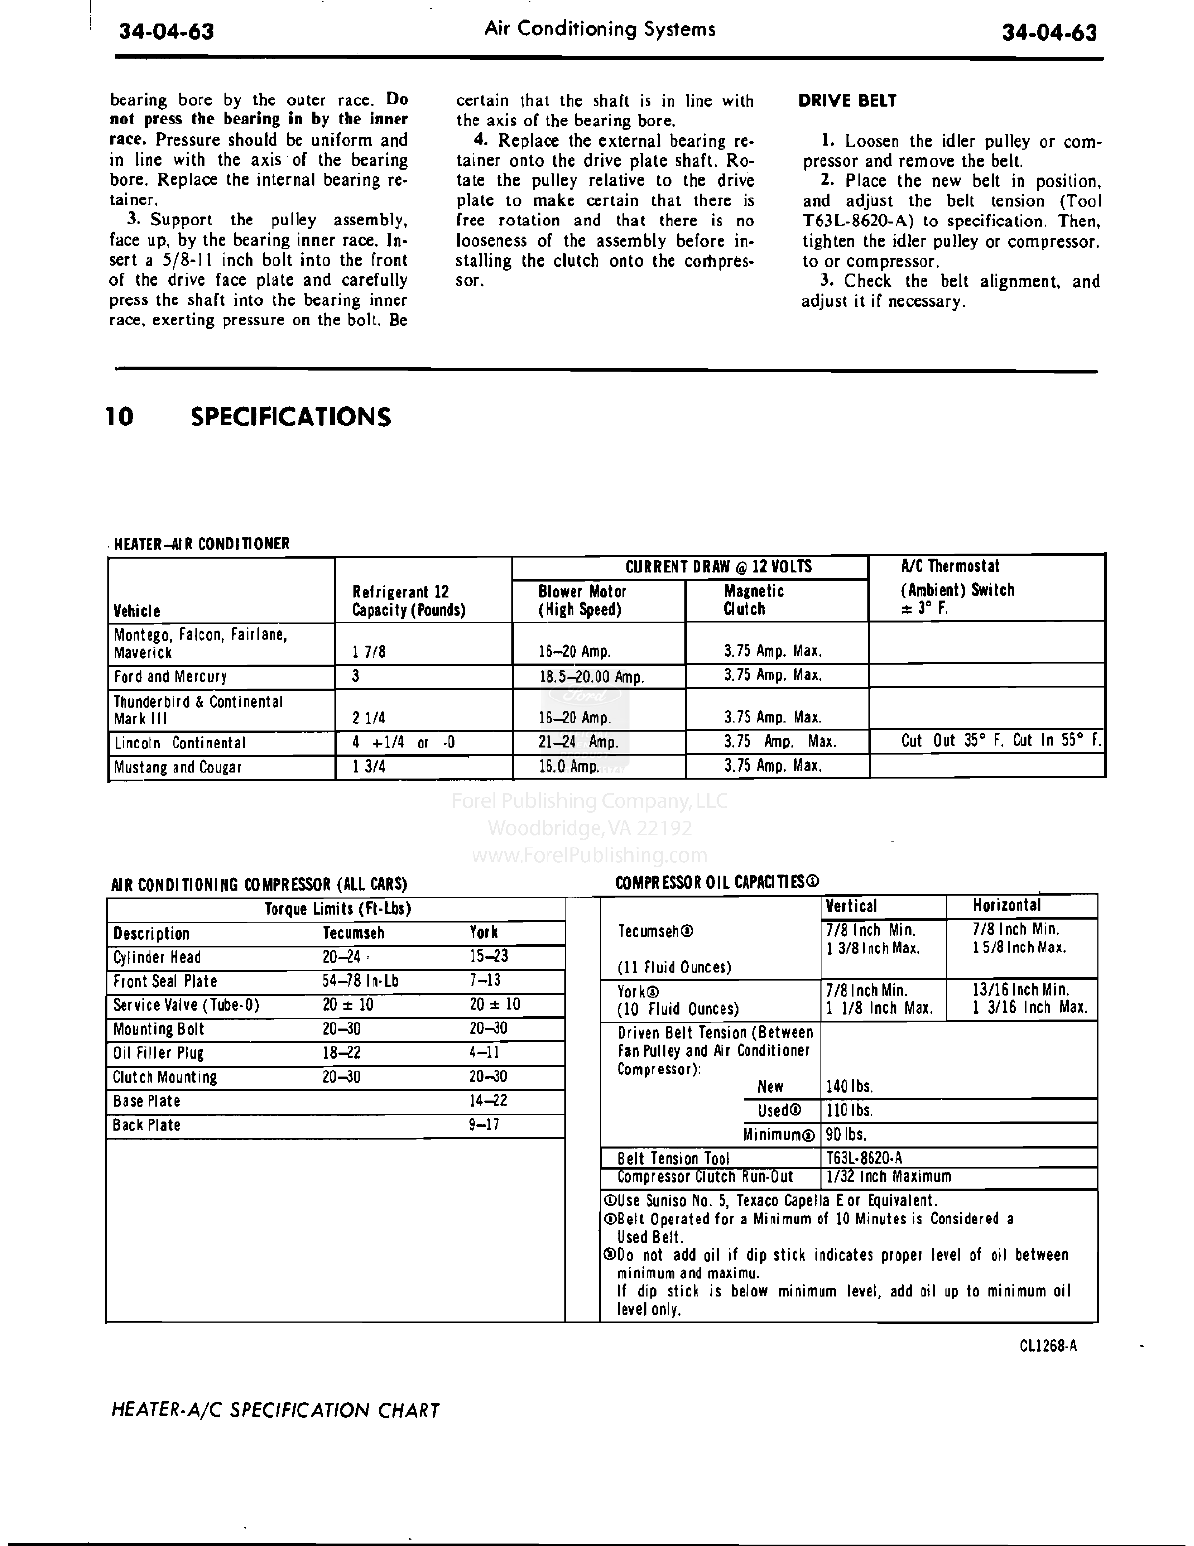 34-04-63 Air Conditioning Systems 34-04-63
bearing bore by the outer race. Do
not press the bearing in by the inner
race. Pressure should be uniform and
in line with the axis of the bearing
bore. Replace the internal bearing re-
tainer.
3. Support the pulley assembly,
face up, by the bearing inner race. In-
sert a 5/8-11 inch bolt into the front
of the drive face plate and carefully
press the shaft into the bearing inner
race, exerting pressure on the bolt. Be
certain that the shaft is in line with
the axis of the bearing bore.
4. Replace the external bearing re-
tainer onto the drive plate shaft. Ro-
tate the pulley relative to the drive
plate to make certain that there is
free rotation and that there is no
looseness of the assembly before in-
stalling the clutch onto the compres-
sor.
DRIVE BELT
1. Loosen the idler pulley or com-
pressor and remove the belt.
2. Place the new belt in position,
and adjust the belt tension (Tool
T63L-8620-A) to specification. Then,
tighten the idler pulley or compressor.
to or compressor.
3. Check the belt alignment, and
adjust it if necessary.
10 SPECIFICATIONS
HEATER–AIR CONDITIONER
CURRENT DRAW @ 12 VOLTS A/C Thermostat
Refrigerant 12 Blower Motor Magnetic (Ambient) Switch
Vehicle Capacity (Pounds) (High Speed) Clutch ± 3° F.
Montego, Falcon, Fairlane,
Maverick 1 7/8 16–20 Amp. 3.75 Amp. Max.
Ford and Mercury 3 18.5–20.00 Amp. 3.75 Amp. Max.
Thunderbird & Continental
Mark III 2 1/4 16–20 Amp. 3.75 Amp. Max.
Lincoln Continental 4 +1/4 or -0 21–24 Amp. 3.75 Amp. Max. Cut Out 35° F. Cut In 55° F.
Mustang and Cougar 1 3/4 16.0 Amp. 3.75 Amp. Max.
Ford
Forel Publishing Company, LLC
Woodbridge, VA 22192
www.ForelPublishing.com
AIR CONDITIONING COMPRESSOR (ALL CARS)
Torque Limits (Ft-Lbs)
Description Tecumseh York
Cylinder Head 20–24 15–23
Front Seal Plate 54–78 In-Lb 7–13
Service Valve (Tube-O) 20 ± 10 20 ± 10
Mounting Bolt 20–30 20–30
Oil Filler Plug 18–22 4–11
Clutch Mounting 20–30 20–30
Base Plate 14–22
Back Plate 9–17
COMPRESSOR OIL CAPACITIES①
Vertical Horizontal
Tecumseh③ 7/8 Inch Min. 7/8 Inch Min.
1 3/8 Inch Max. 1 5/8 Inch Max.
(11 Fluid Ounces)
York③ 7/8 Inch Min. 13/16 Inch Min.
(10 Fluid Ounces) 1 1/8 Inch Max. 1 3/16 Inch Max.
Driven Belt Tension (Between
Fan Pulley and Air Conditioner
Compressor):
New 140 lbs.
Used② 110 lbs.
Minimum② 90 lbs.
Belt Tension Tool T63L-8620-A
Compressor Clutch Run-Out 1/32 Inch Maximum
①Use Suniso No. 5, Texaco Capella E or Equivalent.
②Belt Operated for a Minimum of 10 Minutes is Considered a
Used Belt.
③Do not add oil if dip stick indicates proper level of oil between
minimum and maximu.
If dip stick is below minimum level, add oil up to minimum oil
level only.
CL1268-A
HEATER-A/C SPECIFICATION CHART